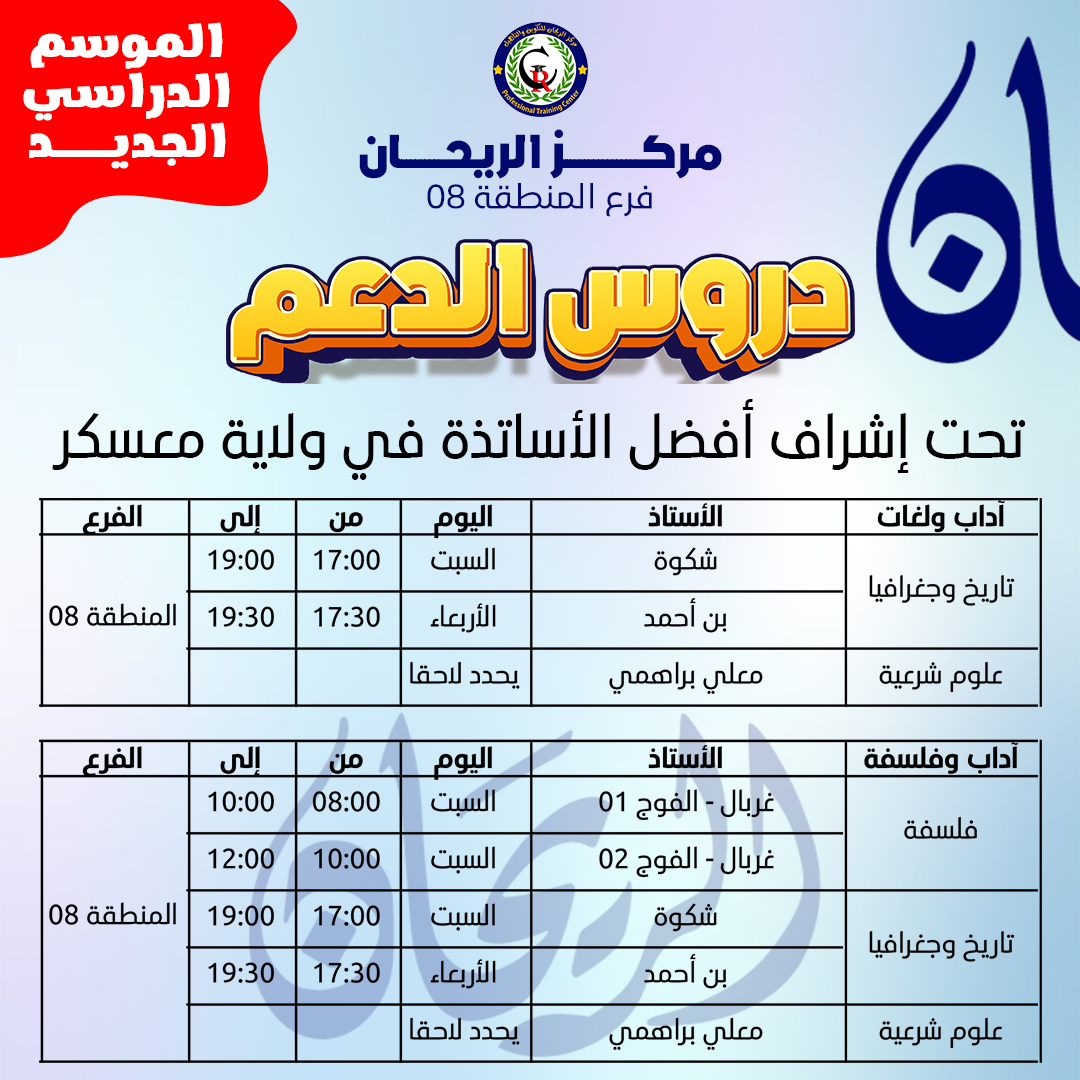 الموسم
الدراسي
الجديد
مركز الريحان للتكوين والتأهيل
Professional Training Center
مركز الريحان
فرع المنطقة 08
دروس الدعم
تحت إشراف أفضل الأساتذة في ولاية معسكر
آداب ولغات الأستاذ اليوم من إلى الفرع
تاريخ وجغرافيا شكوة السبت 17:00 19:00 المنطقة 08
بن أحمد الأربعاء 17:30 19:30
علوم شرعية معلي براهمي يحدد لاحقا
آداب وفلسفة الأستاذ اليوم من إلى الفرع
فلسفة غربال - الفوج 01 السبت 08:00 10:00 المنطقة 08
غربال - الفوج 02 السبت 10:00 12:00
تاريخ وجغرافيا شكوة السبت 17:00 19:00
بن أحمد الأربعاء 17:30 19:30
علوم شرعية معلي براهمي يحدد لاحقا
الريحان